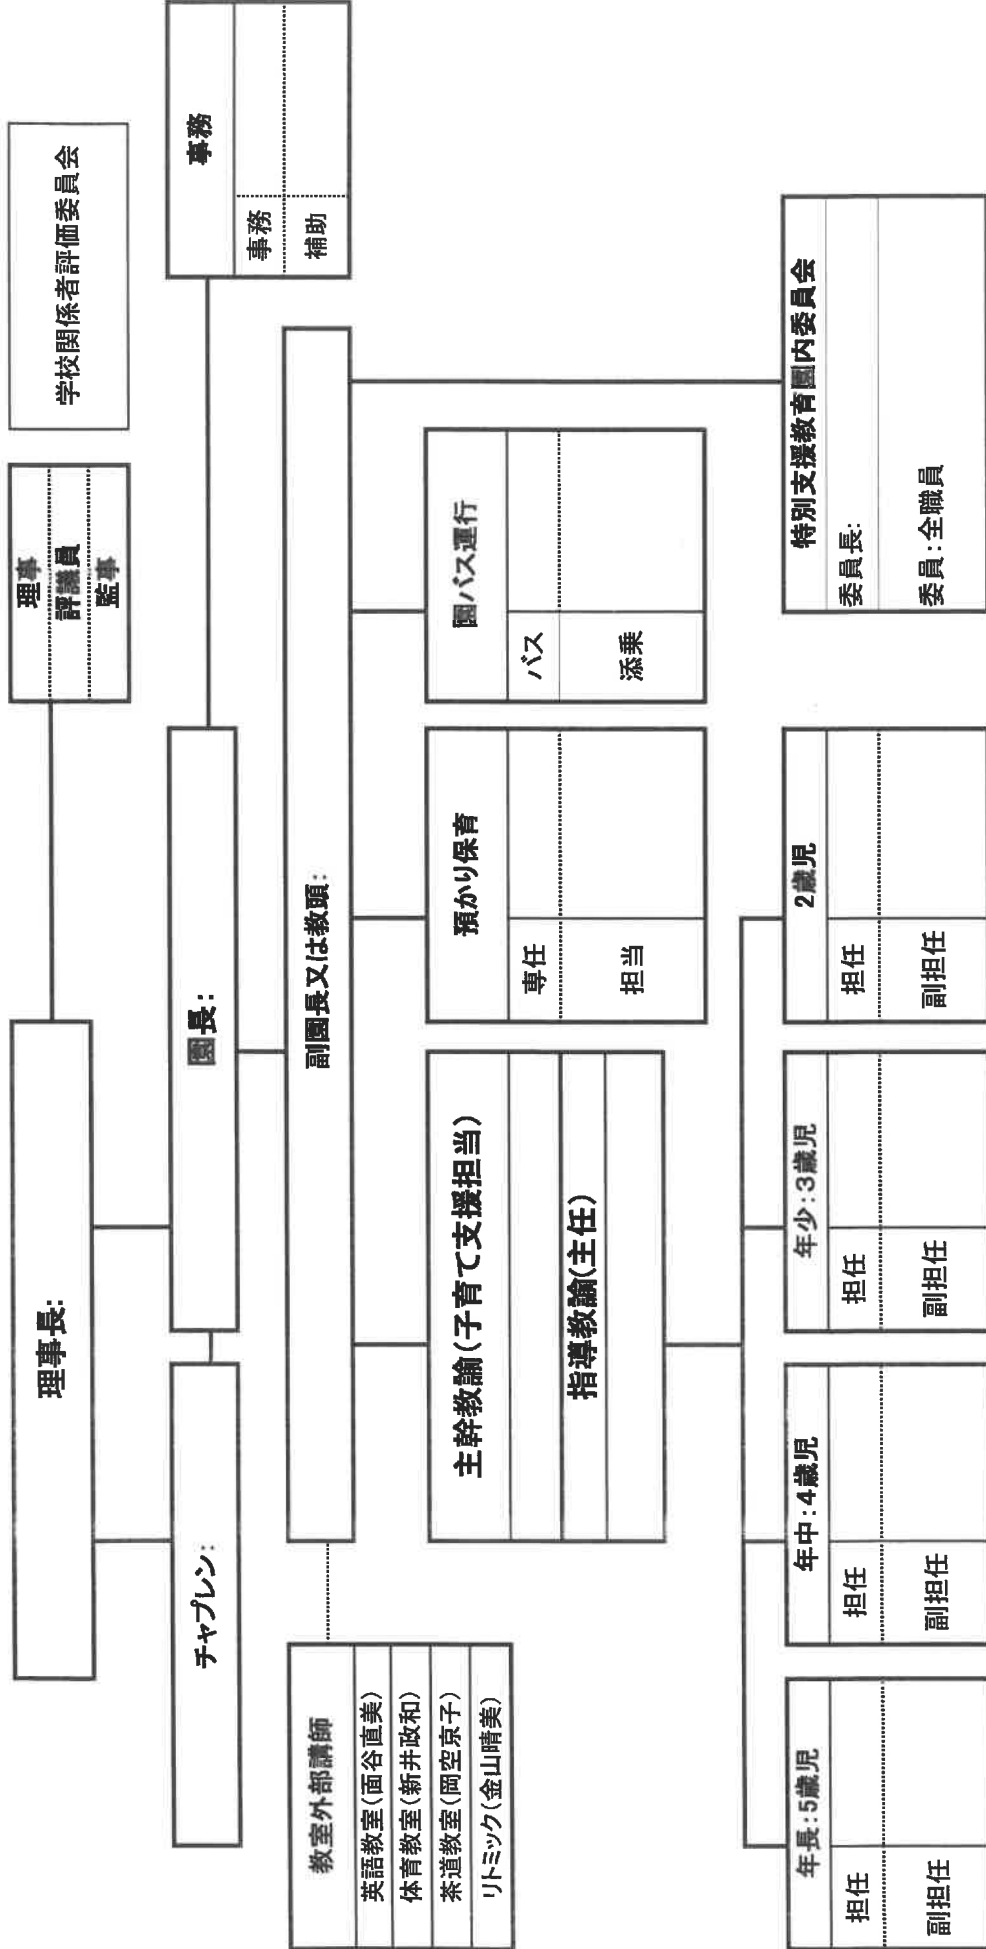 理事長:
理事
評議員
監事
学校関係者評価委員会
チャプレン:
園長:
事務
事務
補助
副園長又は教頭:
教室外部講師
英語教室(面谷直美)
体育教室(新井政和)
茶道教室(岡空京子)
リトミック(金山晴美)
主幹教諭(子育て支援担当)
指導教諭(主任)
預かり保育
専任
担当
園バス運行
バス
添乗
特別支援教育園内委員会
委員長:
委員:全職員
年長:5歳児
担任
副担任
年中:4歳児
担任
副担任
年少:3歳児
担任
副担任
2歳児
担任
副担任